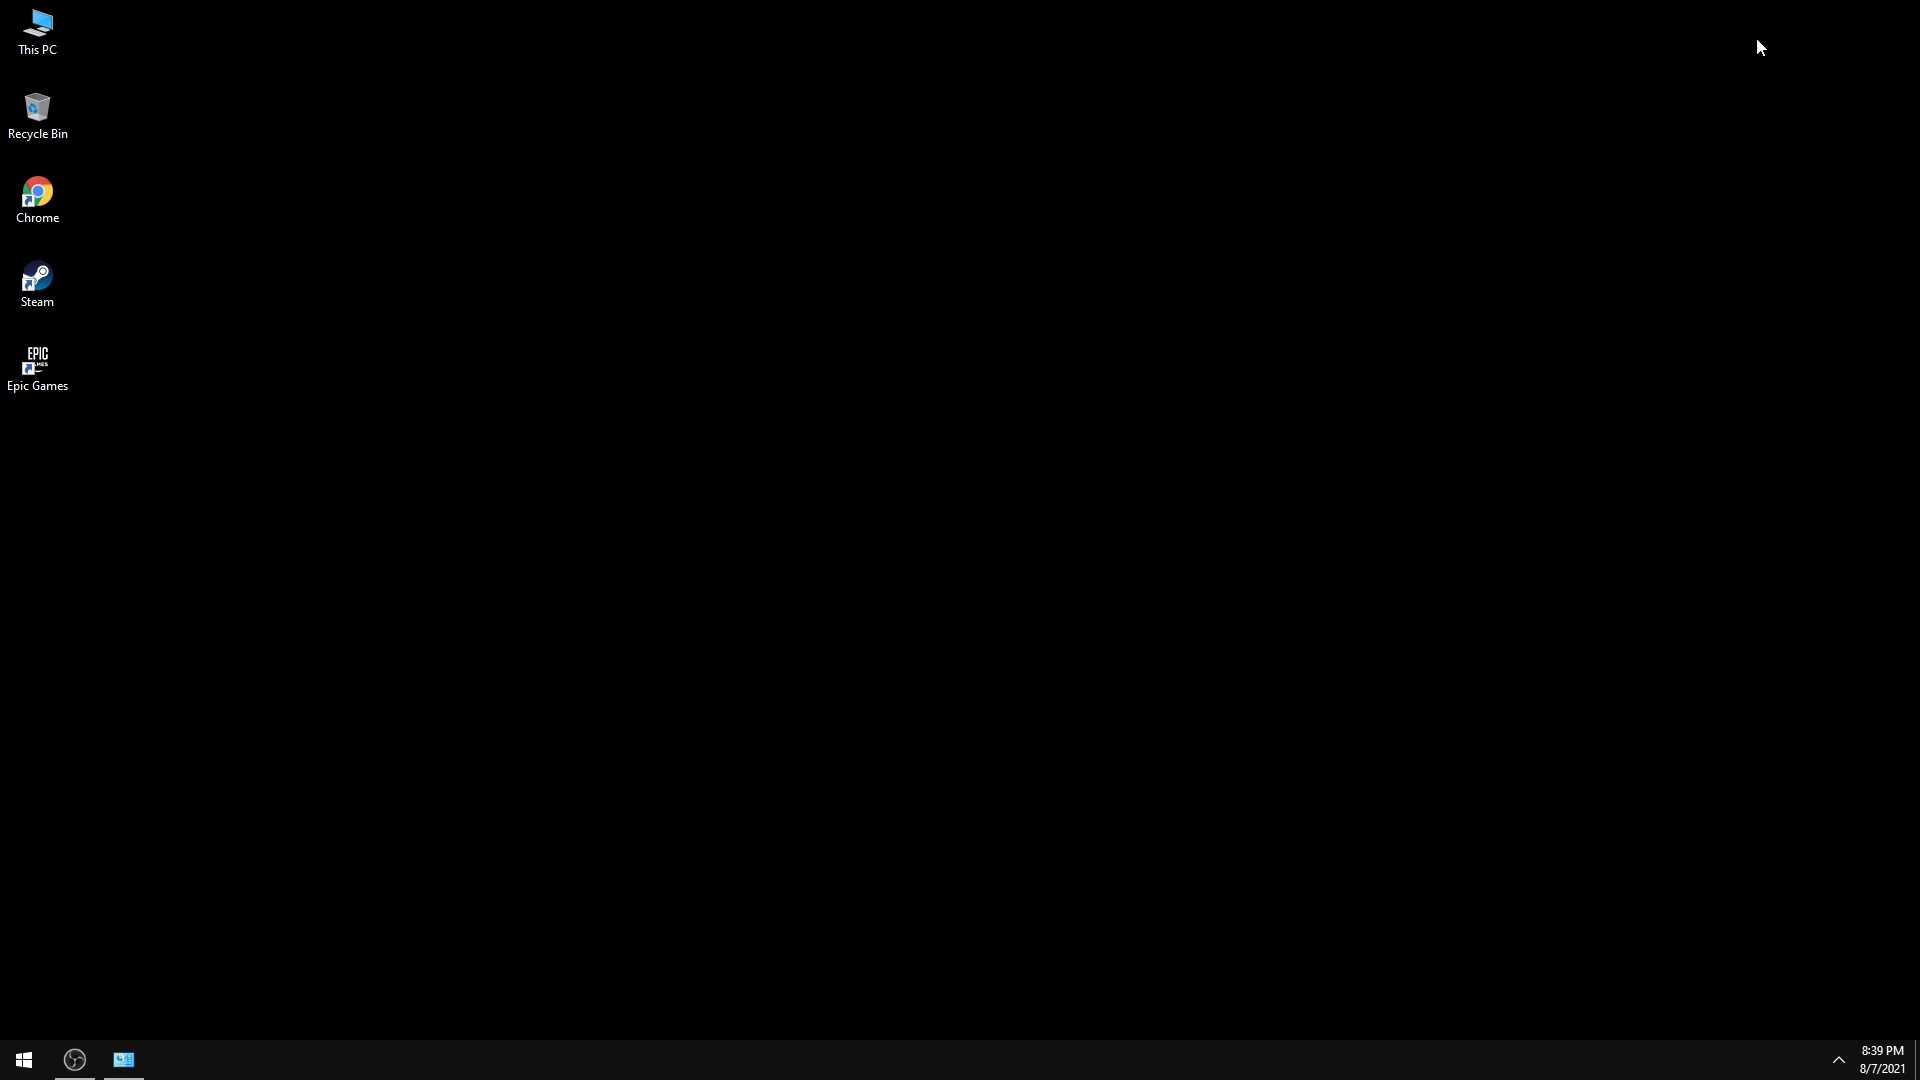 This PC
Recycle Bin
Chrome
Steam
EPIC
Epic Games
8:39 PM
8/7/2021